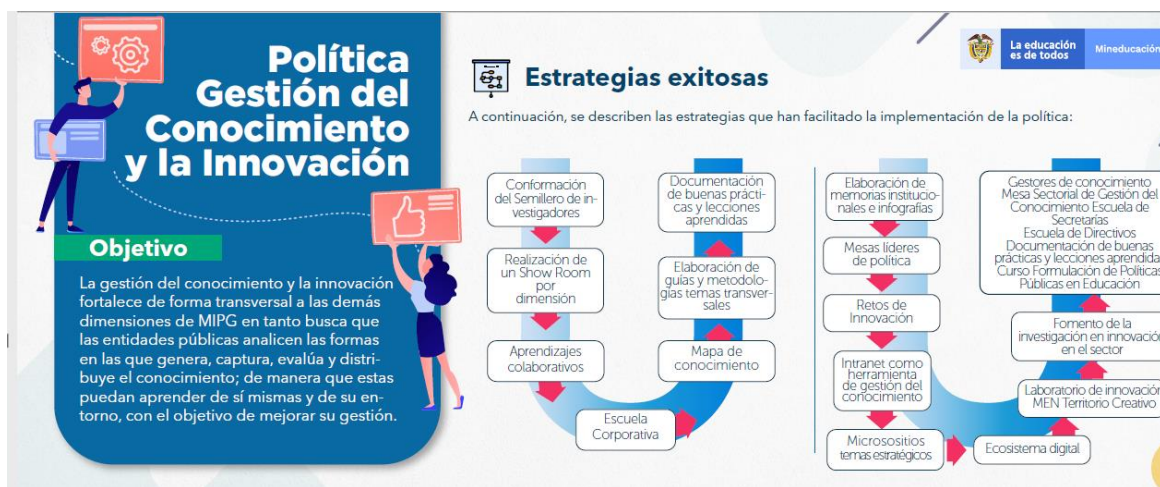 Política
Gestión del
Conocimiento
y la Innovación
Objetivo
La gestión del conocimiento y la innovación
fortalece de forma transversal a las demás
dimensiones de MIPG en tanto busca que
las entidades públicas analicen las formas
en las que genera, captura, evalúa y distri-
buye el conocimiento; de manera que estas
puedan aprender de sí mismas y de su en-
torno, con el objetivo de mejorar su gestión.
La educación
es de todos
Mineducación
Estrategias exitosas
A continuación, se describen las estrategias que han facilitado la implementación de la política:
Conformación
del Semillero de in-
vestigadores
Realización de
un Show Room
por
dimensión
Aprendizajes
colaborativos
Escuela
Corporativa
Mapa de
conocimiento
Elaboración de
guías y metodolo-
gías temas transver-
sales
Documentación
de buenas prácti-
cas y lecciones
aprendidas
Elaboración de
memorias institucio-
nales e infografías
Mesas líderes
de política
Retos de
Innovación
Intranet como
herramienta
de gestión del
conocimiento
Microsositios
temas estratégicos
Ecosistema digital
Laboratorio de innovación
MEN Territorio Creativo
Fomento de la
investigación en innovación
en el sector
Gestores de conocimiento
Mesa Sectorial de Gestión del
Conocimiento Escuela de
Secretarías
Escuela de Directivos
Documentación de buenas
prácticas y lecciones aprendida
Curso Formulación de Políticas
Públicas en Educación